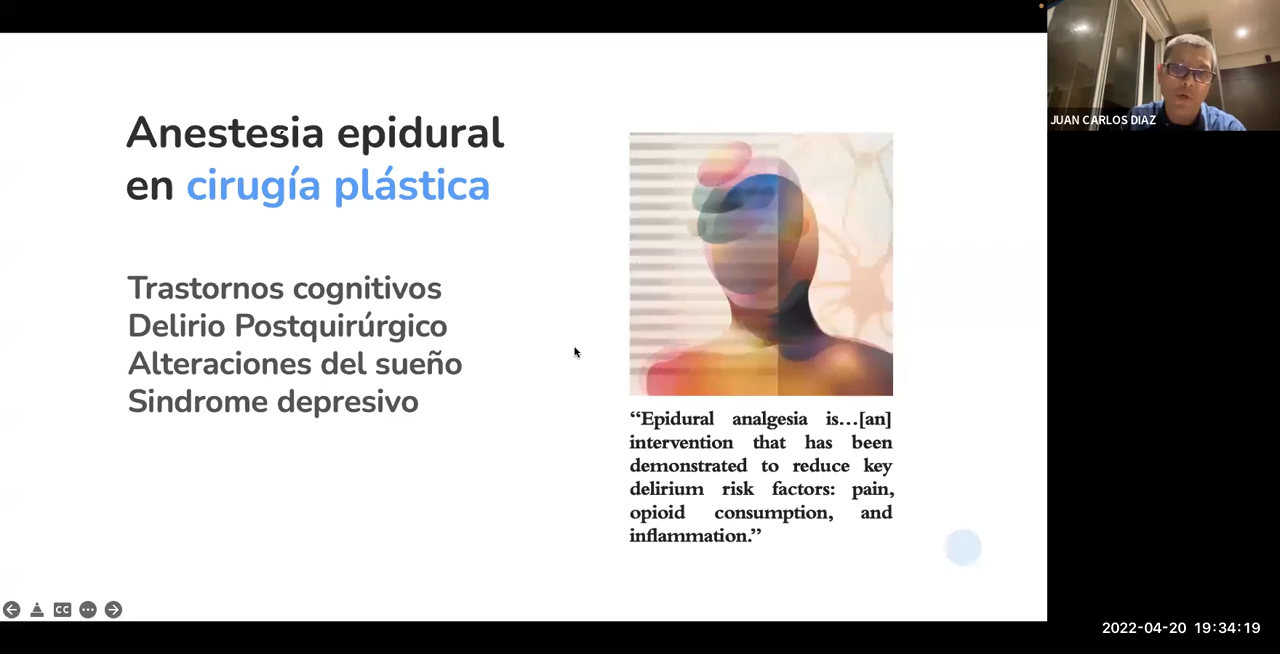 Anestesia epidural
en cirugía plástica
Trastornos cognitivos
Delirio Postquirúrgico
Alteraciones del sueño
Sindrome depresivo
“Epidural analgesia is…[an]
intervention that has been
demonstrated to reduce key
delirium risk factors: pain,
opioid consumption, and
inflammation.”
JUAN CARLOS DIAZ
CC
2022-04-20 19:34:19